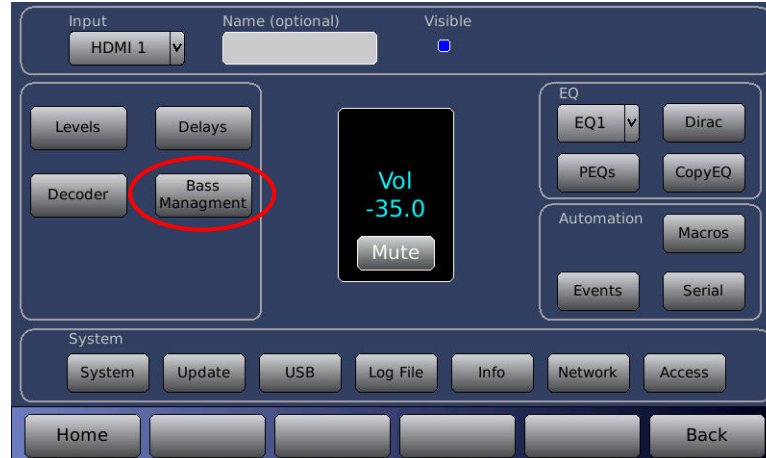 Input
Name (optional)
Visible
HDMI 1
Levels
Delays
Decoder
Bass
Managment
Vol
-35.0
Mute
EQ
EQ1
Dirac
PEQs
CopyEQ
Automation
Macros
Events
Serial
System
System
Update
USB
Log File
Info
Network
Access
Home
Back